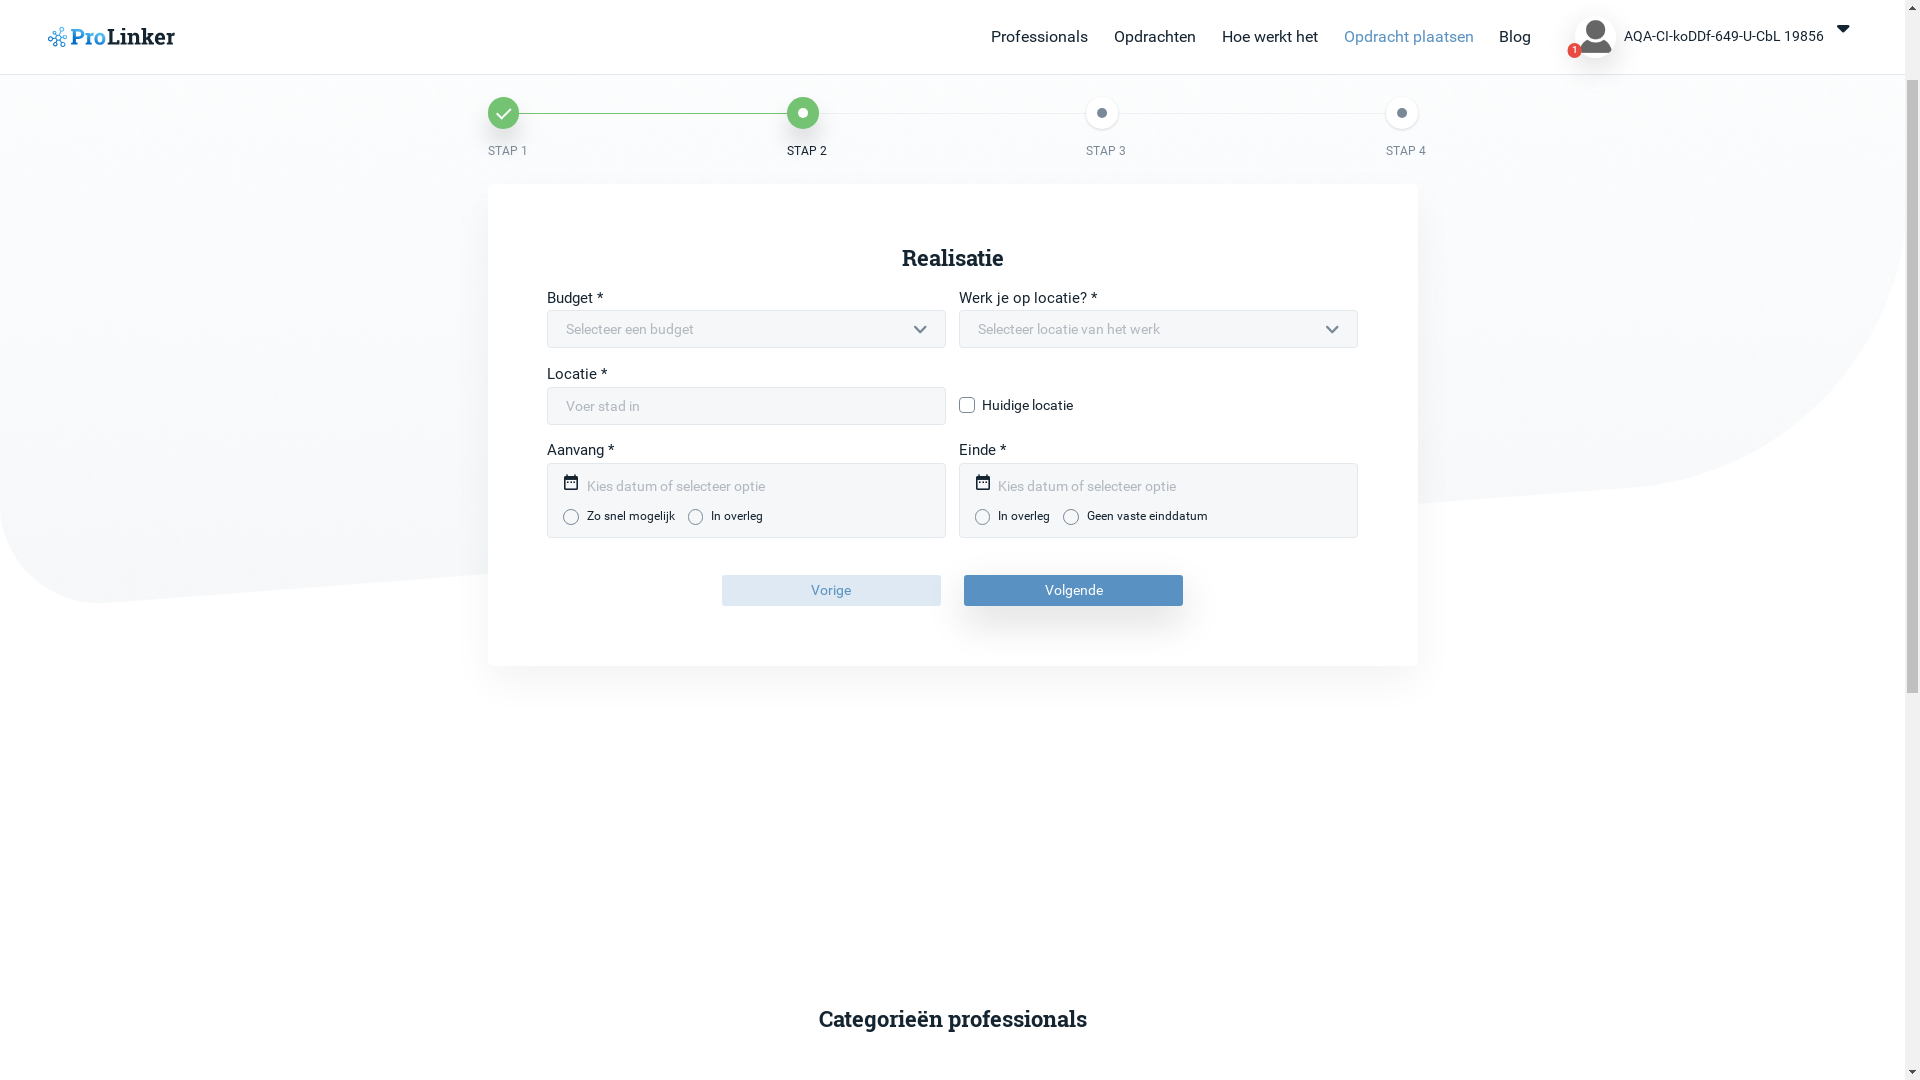 ProLinker
Professionals Opdrachten Hoe werkt het Opdracht plaatsen Blog
1 AQA-CI-koDDf-649-U-CbL 19856
STAP 1 STAP 2 STAP 3 STAP 4
Realisatie
Budget * Werk je op locatie? *
Selecteer een budget Selecteer locatie van het werk
Locatie *
Voer stad in Huidige locatie
Aanvang * Einde *
Kies datum of selecteer optie Kies datum of selecteer optie
Zo snel mogelijk In overleg In overleg Geen vaste einddatum
Vorige Volgende
Categorieën professionals